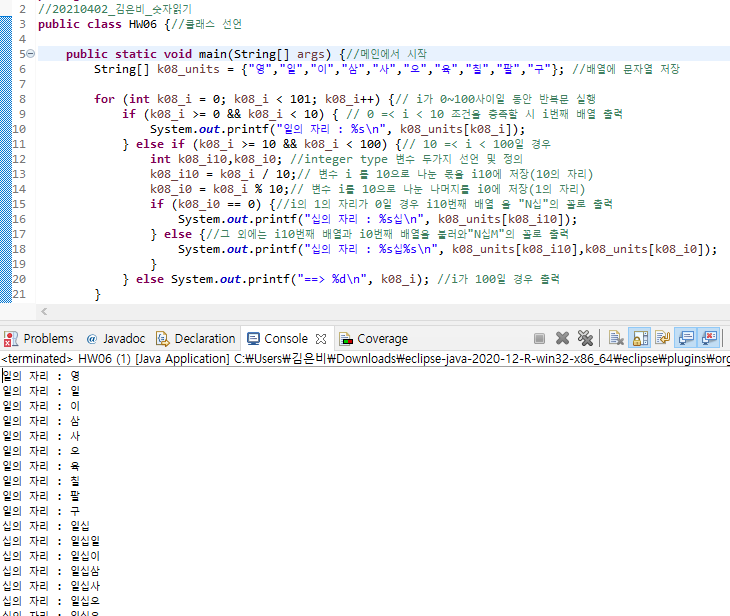 2 //20210402_김은비_숫자읽기
3 public class HW06 {//클래스 선언
4
5 public static void main(String[] args) {//메인에서 시작
6 String[] k08_units = {"영","일","이","삼","사","오","육","칠","팔","구"}; //배열에 문자열 저장
7
8 for (int k08_i = 0; k08_i < 101; k08_i++) {// i가 0~100사이일 동안 반복문 실행
9 if (k08_i >= 0 && k08_i < 10) { // 0 =< i < 10 조건을 충족할 시 i번째 배열 출력
10 System.out.printf("일의 자리 : %s\n", k08_units[k08_i]);
11 } else if (k08_i >= 10 && k08_i < 100) {// 10 =< i < 100일 경우
12 int k08_i10,k08_i0; //integer type 변수 두가지 선언 및 정의
13 k08_i10 = k08_i / 10;// 변수 i 를 10으로 나눈 몫을 i10에 저장(10의 자리)
14 k08_i0 = k08_i % 10;// 변수 i를 10으로 나눈 나머지를 i0에 저장(1의 자리)
15 if (k08_i0 == 0) {//i의 1의 자리가 0일 경우 i10번째 배열 을 "N십"의 꼴로 출력
16 System.out.printf("십의 자리 : %s십\n", k08_units[k08_i10]);
17 } else {//그 외에는 i10번째 배열과 i0번째 배열을 불러와"N십M"의 꼴로 출력
18 System.out.printf("십의 자리 : %s십%s\n", k08_units[k08_i10],k08_units[k08_i0]);
19 }
20 } else System.out.printf("==> %d\n", k08_i); //i가 100일 경우 출력
21 }
Problems @ Javadoc Declaration Console Coverage
<terminated> HW06 (1) [Java Application] C:₩Users₩김은비₩Downloads₩eclipse-java-2020-12-R-win32-x86_64₩eclipse₩plugins₩org
일의 자리 : 영
일의 자리 : 일
일의 자리 : 이
일의 자리 : 삼
일의 자리 : 사
일의 자리 : 오
일의 자리 : 육
일의 자리 : 칠
일의 자리 : 팔
일의 자리 : 구
십의 자리 : 일십
십의 자리 : 일십일
십의 자리 : 일십이
십의 자리 : 일십삼
십의 자리 : 일십사
십의 자리 : 일십오